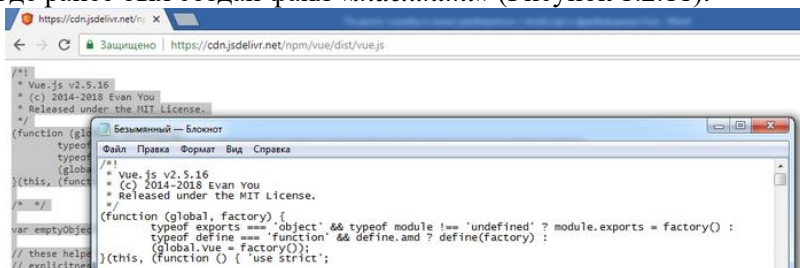 https://cdn.jsdelivr.net/n
Защищено | https://cdn.jsdelivr.net/npm/vue/dist/vue.js
/*!
* Vue.js v2.5.16
* (c) 2014-2018 Evan You
* Released under the MIT License.
*/
(function (glo
typeof
typeof
(globa
}(this, (funct
/* */
var emptyObjec
// these helpe
// explicitnes
Безымянный — Блокнот
Файл Правка Формат Вид Справка
/*!
* Vue.js v2.5.16
* (c) 2014-2018 Evan You
* Released under the MIT License.
*/
(function (global, factory) {
typeof exports === 'object' && typeof module !== 'undefined' ? module.exports = factory() :
typeof define === 'function' && define.amd ? define(factory) :
(global.Vue = factory());
}(this, (function () { 'use strict';